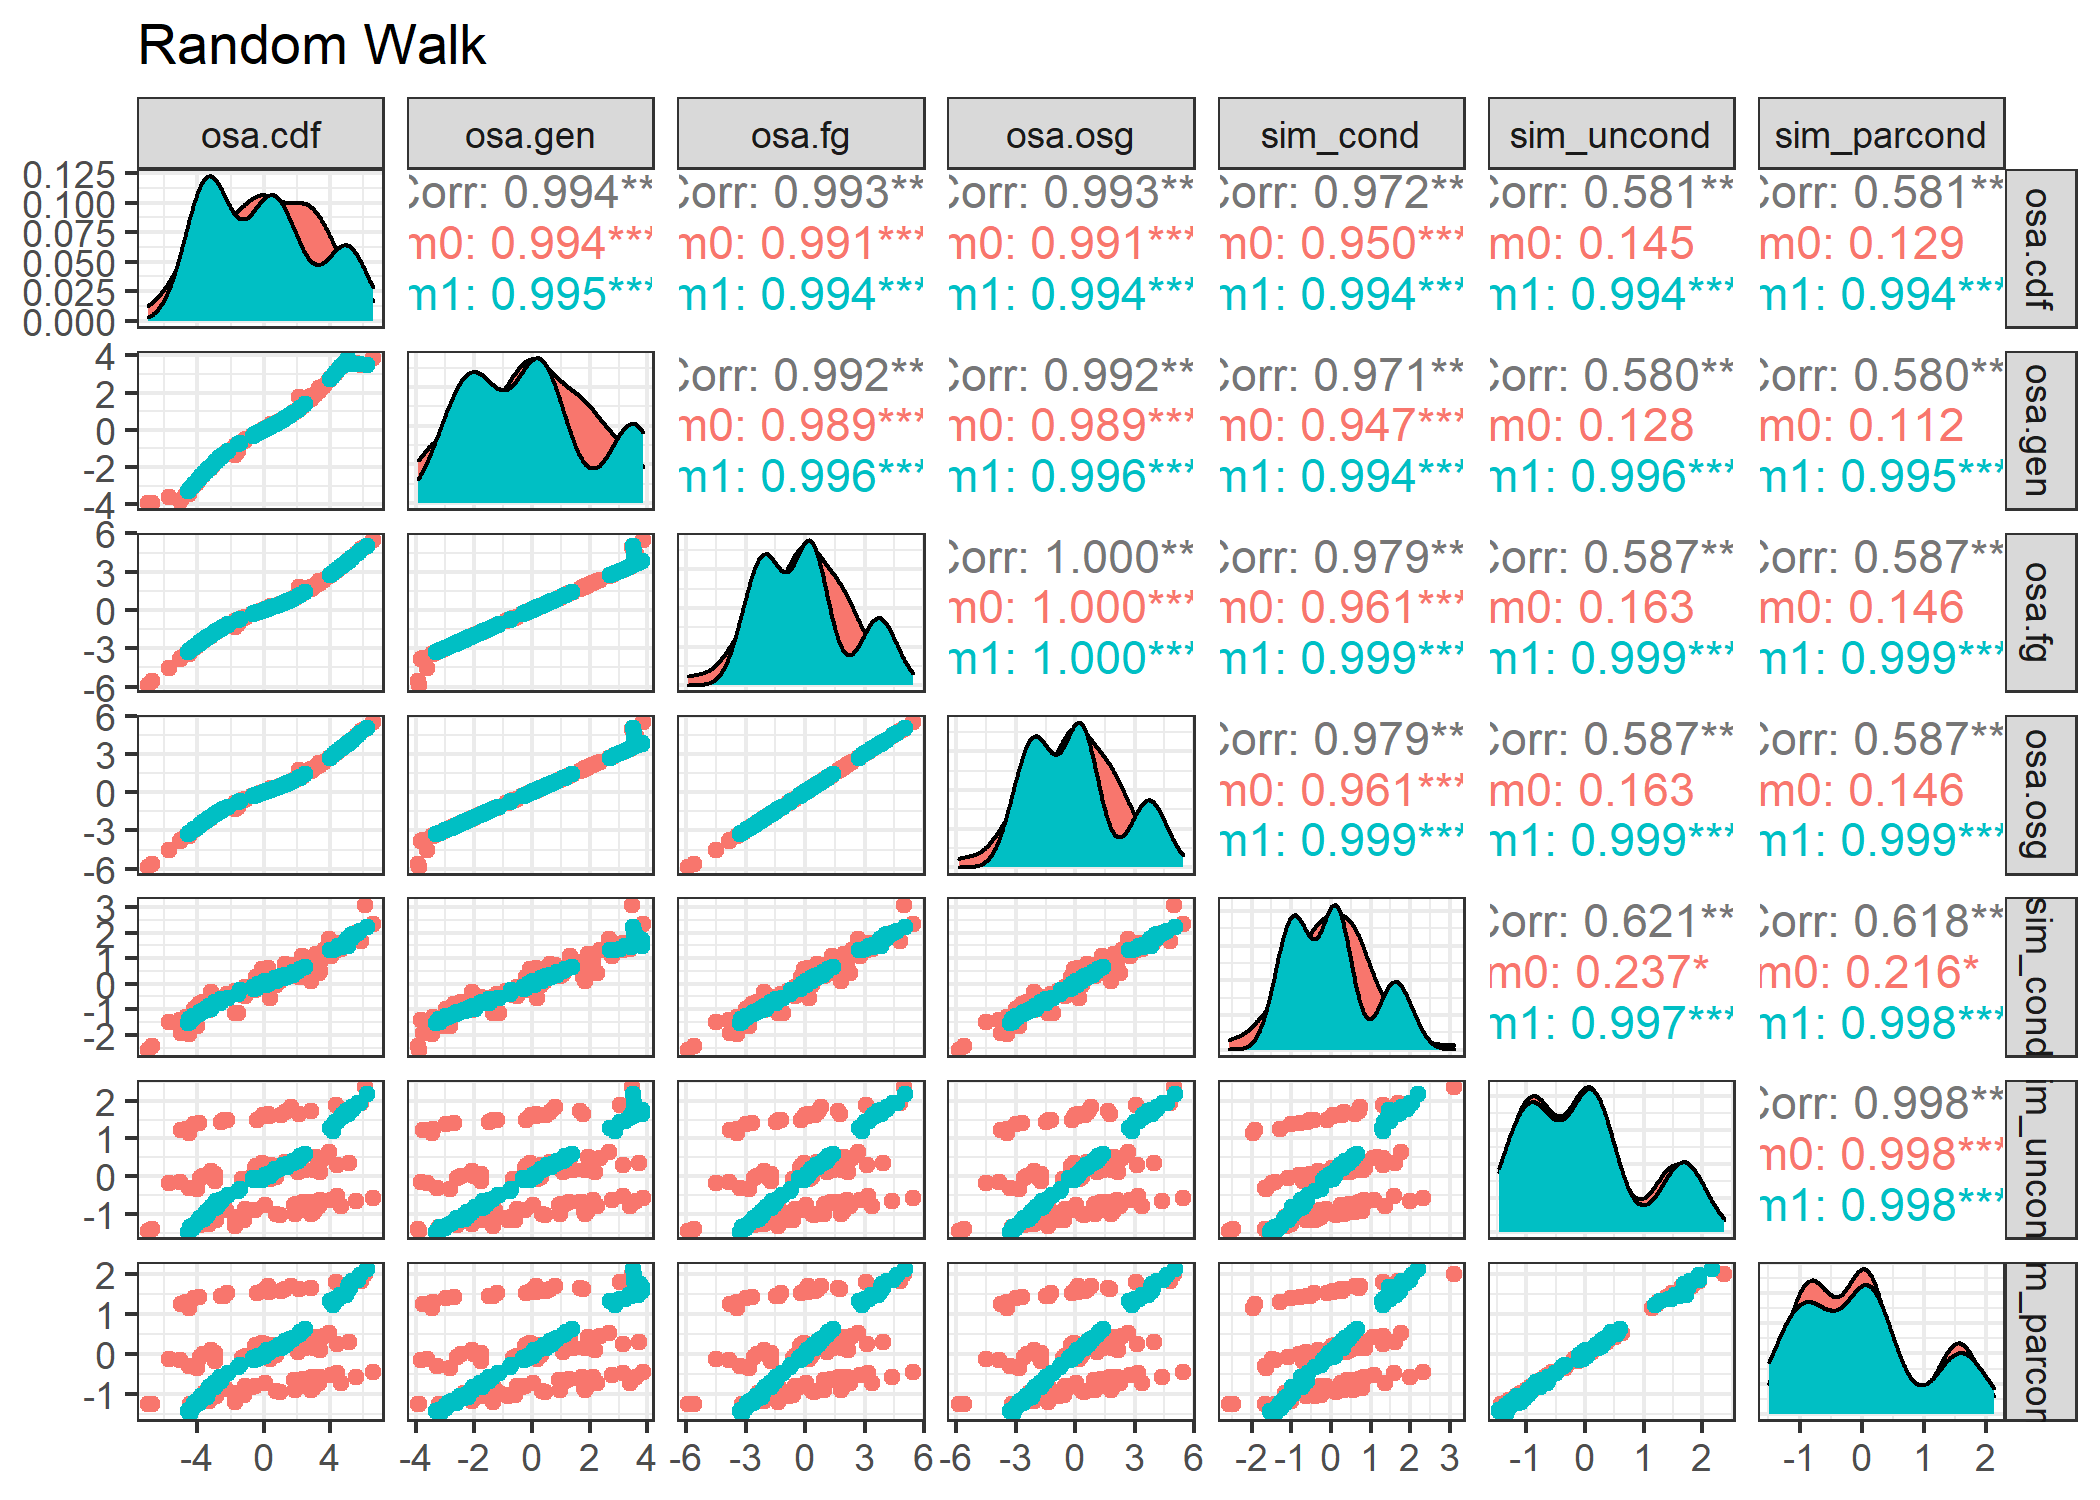 Random Walk
osa.cdf osa.gen osa.fg osa.osg sim_cond sim_uncond sim_parcond
0.125
0.100
0.075
0.050
0.025
0.000
Corr: 0.994** Corr: 0.993** Corr: 0.993** Corr: 0.972** Corr: 0.581** Corr: 0.581**
m0: 0.994*** m0: 0.991*** m0: 0.991*** m0: 0.950*** m0: 0.145 m0: 0.129
m1: 0.995*** m1: 0.994*** m1: 0.994*** m1: 0.994*** m1: 0.994*** m1: 0.994***
osa.cdf
4
2
0
-2
-4
Corr: 0.992** Corr: 0.992** Corr: 0.971** Corr: 0.580** Corr: 0.580**
m0: 0.989*** m0: 0.989*** m0: 0.947*** m0: 0.128 m0: 0.112
m1: 0.996*** m1: 0.996*** m1: 0.994*** m1: 0.996*** m1: 0.995***
osa.gen
6
3
0
-3
-6
Corr: 1.000** Corr: 0.979** Corr: 0.587** Corr: 0.587**
m0: 1.000*** m0: 0.961*** m0: 0.163 m0: 0.146
m1: 1.000*** m1: 0.999*** m1: 0.999*** m1: 0.999***
osa.fg
6
3
0
-3
-6
Corr: 0.979** Corr: 0.587** Corr: 0.587**
m0: 0.961*** m0: 0.163 m0: 0.146
m1: 0.999*** m1: 0.999*** m1: 0.999***
osa.osg
3
2
1
0
-1
-2
Corr: 0.621** Corr: 0.618**
m0: 0.237* m0: 0.216*
m1: 0.997*** m1: 0.998***
sim_cond
2
1
0
-1
Corr: 0.998**
m0: 0.998***
m1: 0.998***
im_uncon
2
1
0
-1
m_parcor
-4 0 4 -4 -2 0 2 4 -6 -3 0 3 6 -6 -3 0 3 6 -2 -1 0 1 2 3 -1 0 1 2 -1 0 1 2